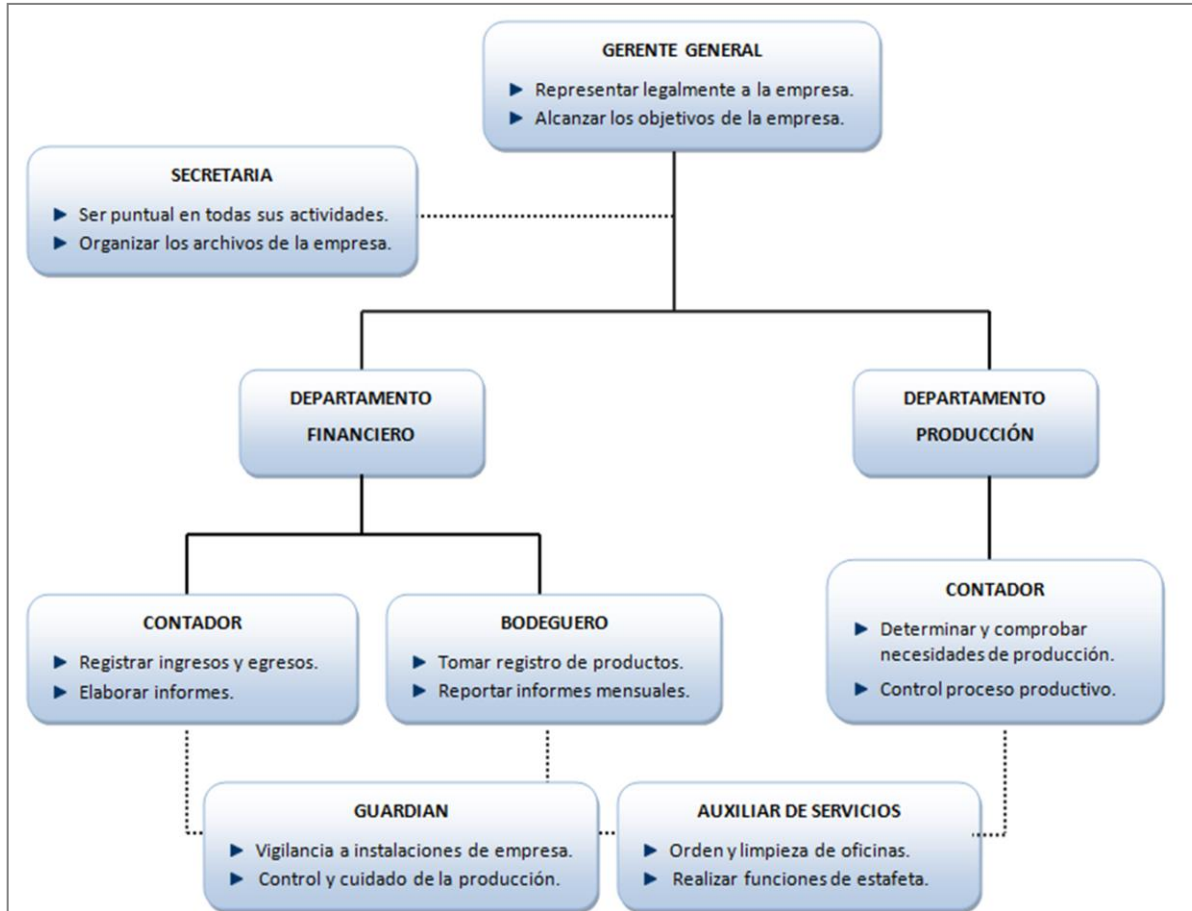 GERENTE GENERAL
► Representar legalmente a la empresa.
► Alcanzar los objetivos de la empresa.
SECRETARIA
► Ser puntual en todas sus actividades.
► Organizar los archivos de la empresa.
DEPARTAMENTO
FINANCIERO
DEPARTAMENTO
PRODUCCIÓN
CONTADOR
► Registrar ingresos y egresos.
► Elaborar informes.
BODEGUERO
► Tomar registro de productos.
► Reportar informes mensuales.
CONTADOR
► Determinar y comprobar
necesidades de producción.
► Control proceso productivo.
GUARDIAN
► Vigilancia a instalaciones de empresa.
► Control y cuidado de la producción.
AUXILIAR DE SERVICIOS
► Orden y limpieza de oficinas.
► Realizar funciones de estafeta.